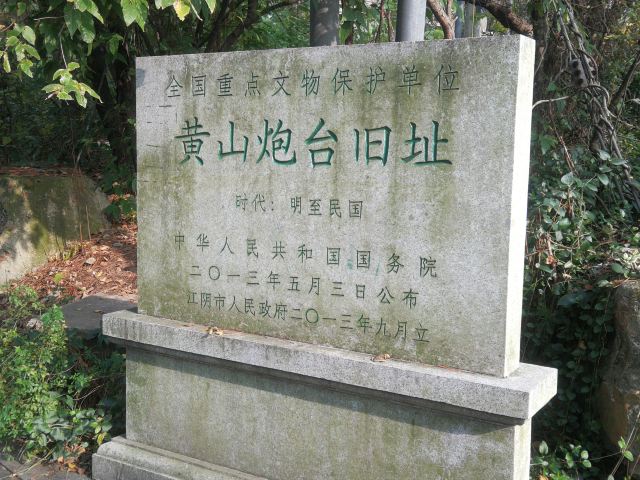 全国重点文物保护单位
黄山炮台旧址
时代：明至民国
中华人民共和国国务院
二〇一三年五月三日公布
江阴市人民政府二〇一三年九月立